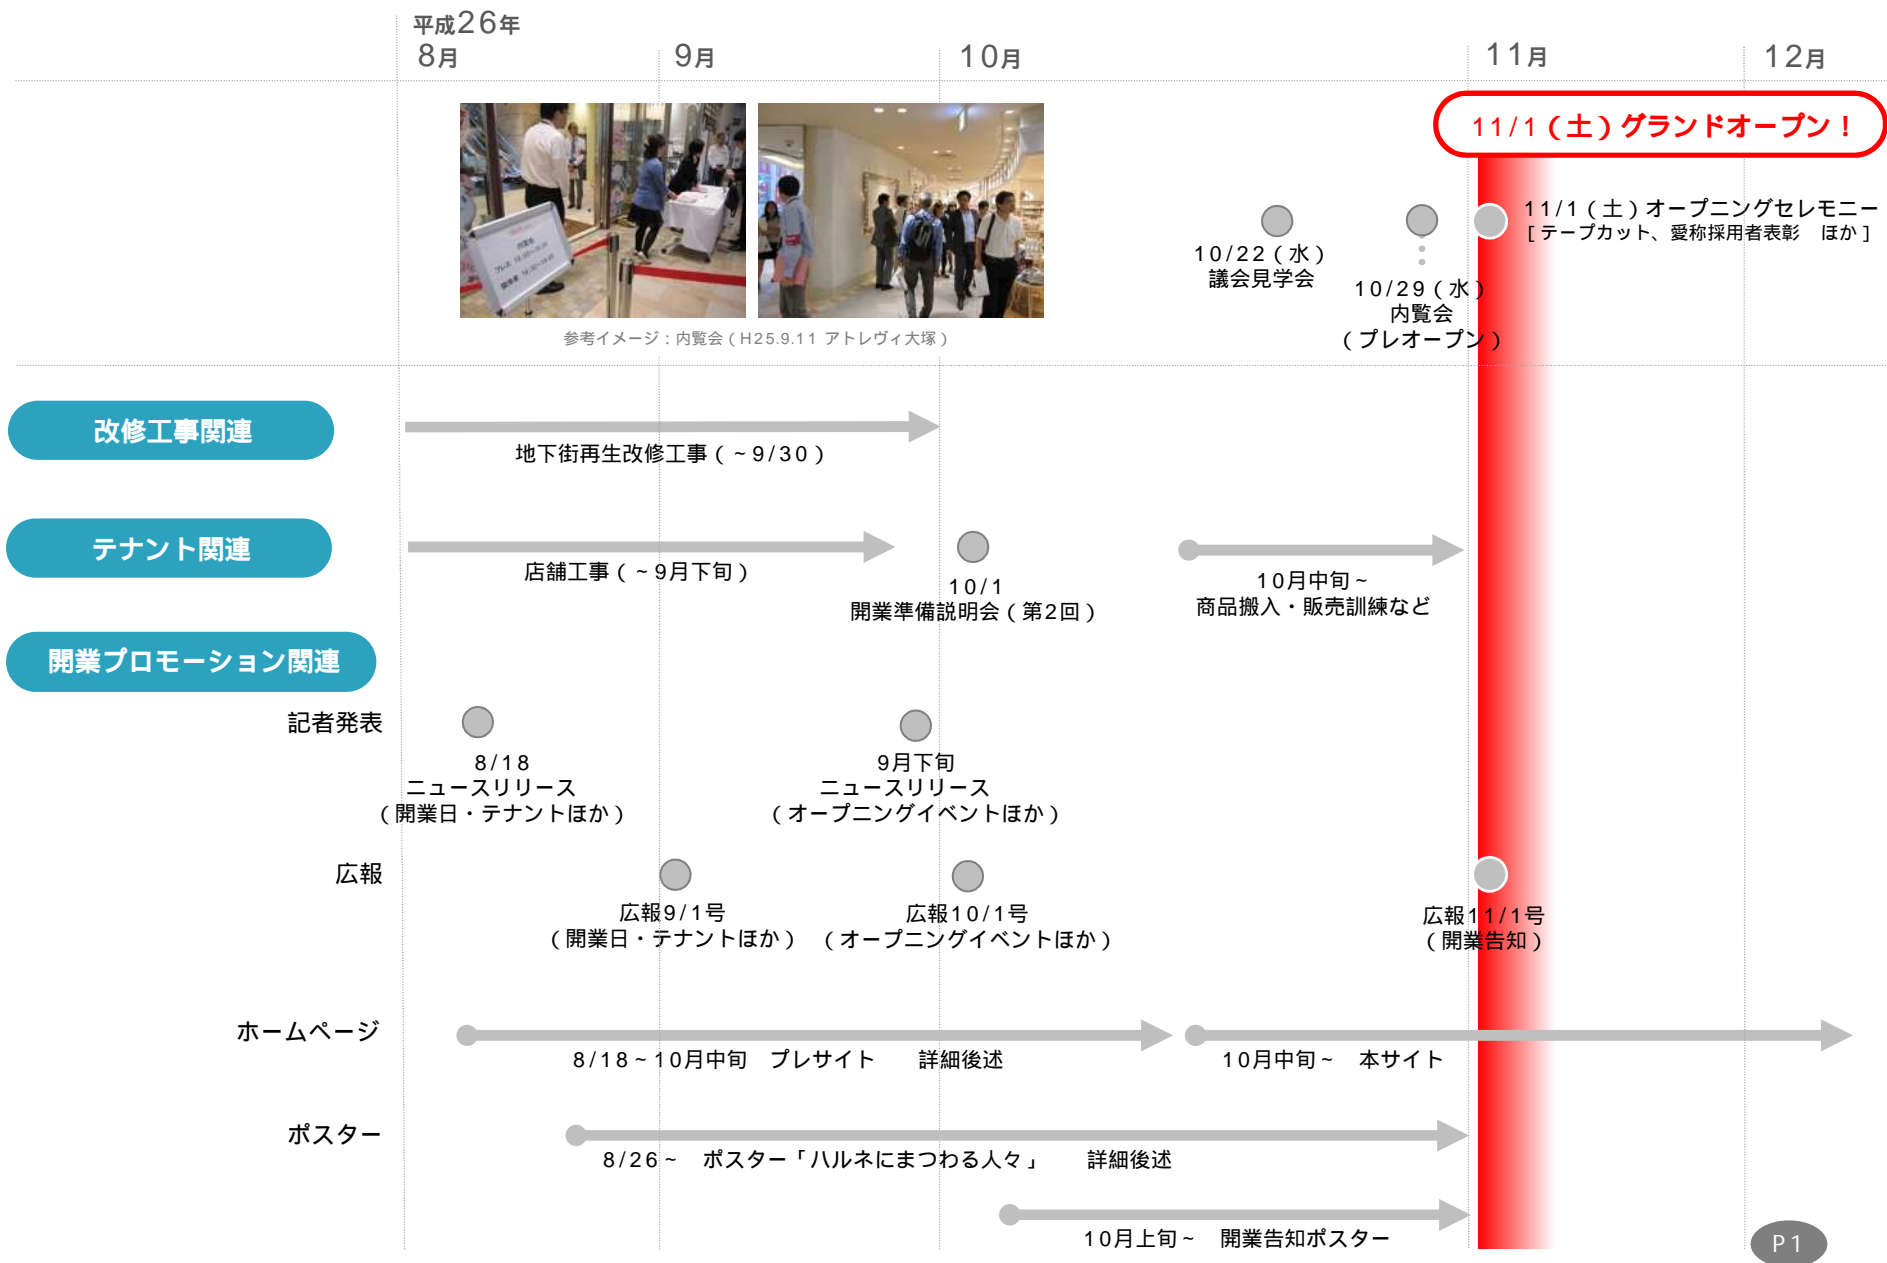 平成26年
8月
9月
10月
11月
12月
11/1（土）グランドオープン！
11/1（土）オープニングセレモニー
[テープカット、愛称採用者表彰　ほか]
10/22（水）
議会見学会
10/29（水）
内覧会
（プレオープン）
内覧会
参考イメージ：内覧会（H25.9.11 アトレヴィ大塚）
改修工事関連
地下街再生改修工事（~9/30）
テナント関連
店舗工事（~9月下旬）
10/1
開業準備説明会（第2回）
10月中旬~
商品搬入・販売訓練など
開業プロモーション関連
記者発表
8/18
ニュースリリース
（開業日・テナントほか）
9月下旬
ニュースリリース
（オープニングイベントほか）
広報
広報9/1号
（開業日・テナントほか）
広報10/1号
（オープニングイベントほか）
広報11/1号
（開業告知）
ホームページ
8/18~10月中旬　プレサイト　　詳細後述
10月中旬~　本サイト
ポスター
8/26~　ポスター「ハルネにまつわる人々」　　詳細後述
10月上旬~　開業告知ポスター
P1